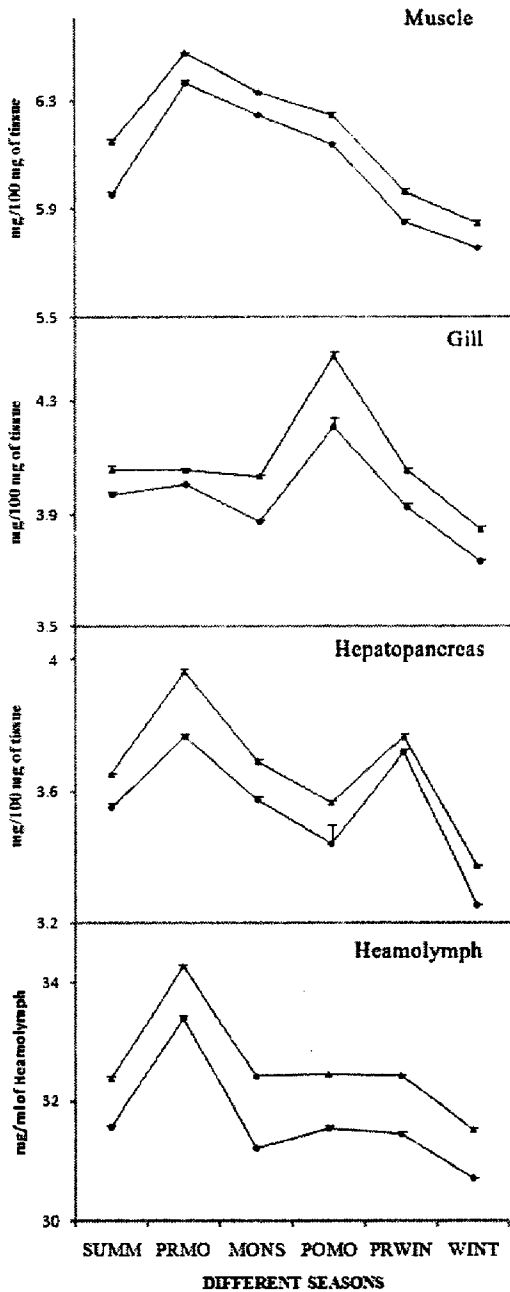 Muscle
mg/100 mg of tissue
6.3
5.9
5.5
Gill
mg/100 mg of tissue
4.3
3.9
3.5
Hepatopancreas
mg/100 mg of tissue
4
3.6
3.2
Heamolymph
mg/ml of Heamolymph
34
32
30
SUMM PRMO MONS POMO PRWIN WINT
DIFFERENT SEASONS